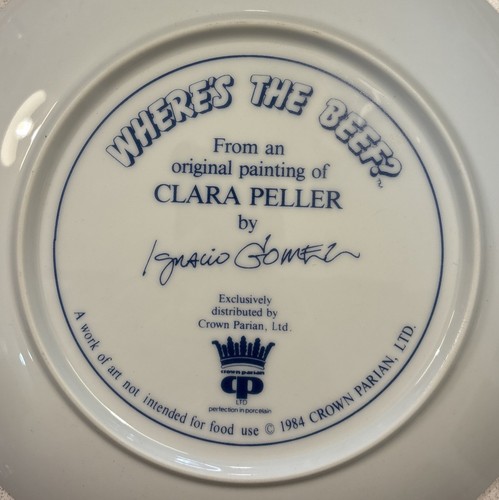 WHERE'S THE BEEF?™
From an
original painting of
CLARA PELLER
by
Ignacio Gomez
Exclusively
distributed by
Crown Parian, Ltd.
crown parian
cp
LTD
perfection in porcelain
A work of art not intended for food use © 1984 CROWN PARIAN, LTD.